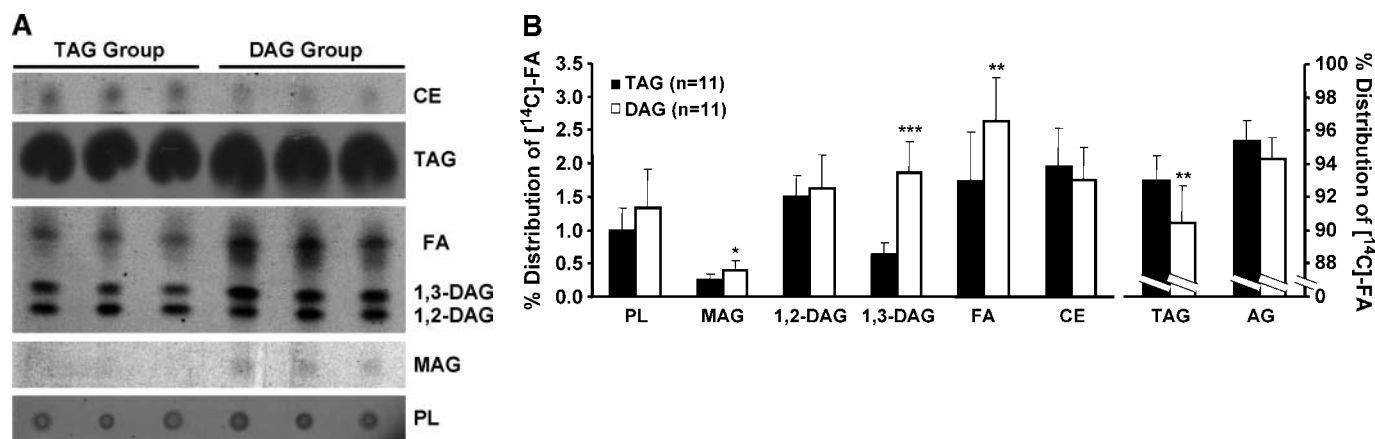 A
TAG Group DAG Group
CE
TAG
FA
1,3-DAG
1,2-DAG
MAG
PL
B
% Distribution of [¹⁴C]-FA
3.5
3.0
2.5
2.0
1.5
1.0
0.5
0.0
TAG (n=11)
DAG (n=11)
*
***
**
**
PL MAG 1,2-DAG 1,3-DAG FA CE TAG AG
100
98
96
94
92
90
88
0
% Distribution of [¹⁴C]-FA